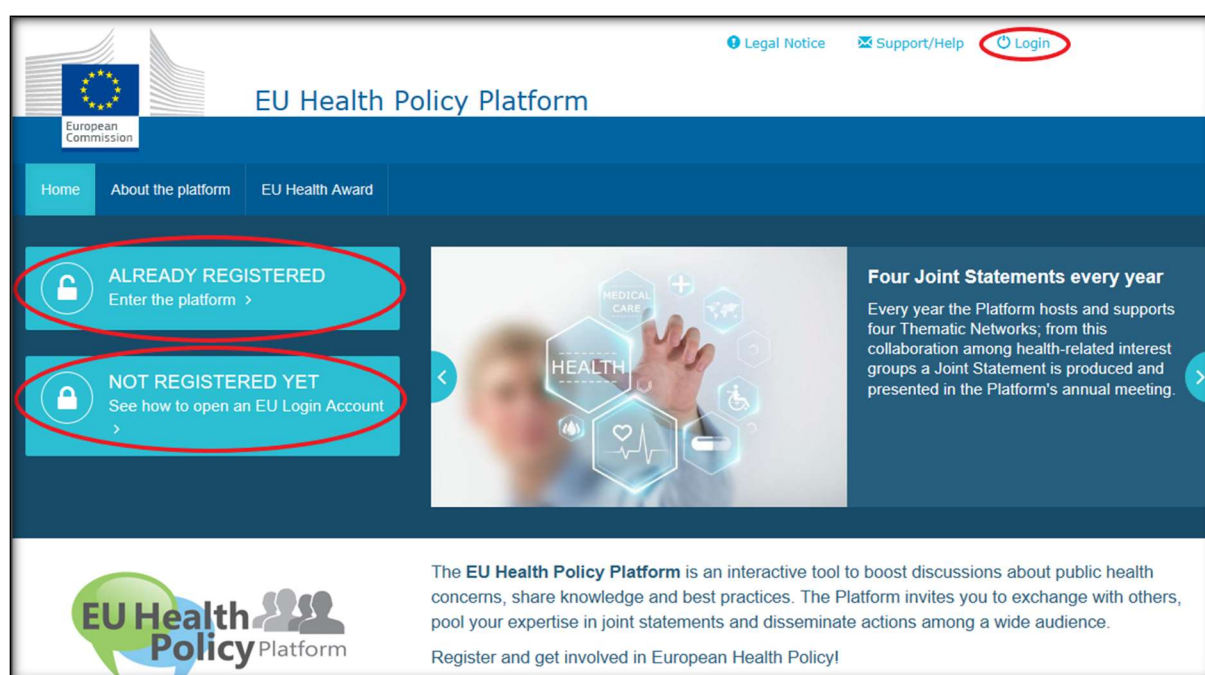 Legal Notice Support/Help Login
European
Commission
EU Health Policy Platform
Home About the platform EU Health Award
ALREADY REGISTERED
Enter the platform >
NOT REGISTERED YET
See how to open an EU Login Account
>
MEDICAL
CARE
HEALTH
Four Joint Statements every year
Every year the Platform hosts and supports
four Thematic Networks; from this
collaboration among health-related interest
groups a Joint Statement is produced and
presented in the Platform's annual meeting.
EU Health
Policy Platform
The EU Health Policy Platform is an interactive tool to boost discussions about public health
concerns, share knowledge and best practices. The Platform invites you to exchange with others,
pool your expertise in joint statements and disseminate actions among a wide audience.
Register and get involved in European Health Policy!